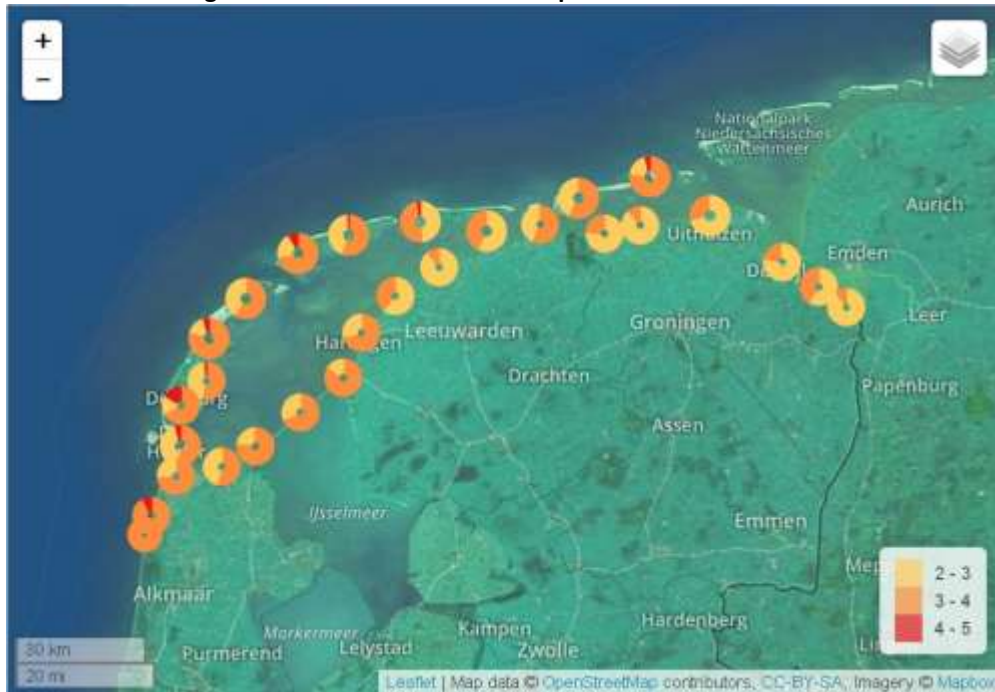 +
−
Nationalpark
Niedersächsisches
Wattenmeer
Aurich
Uithuizen
Emden
Leer
Groningen
Leeuwarden
Drachten
Papenburg
Assen
IJsselmeer
Emmen
Alkmaar
Markermeer
Kampen
Hardenberg
Purmerend
Lelystad
Zwolle
2 - 3
3 - 4
4 - 5
30 km
20 mi
Leaflet | Map data © OpenStreetMap contributors, CC-BY-SA, Imagery © Mapbox